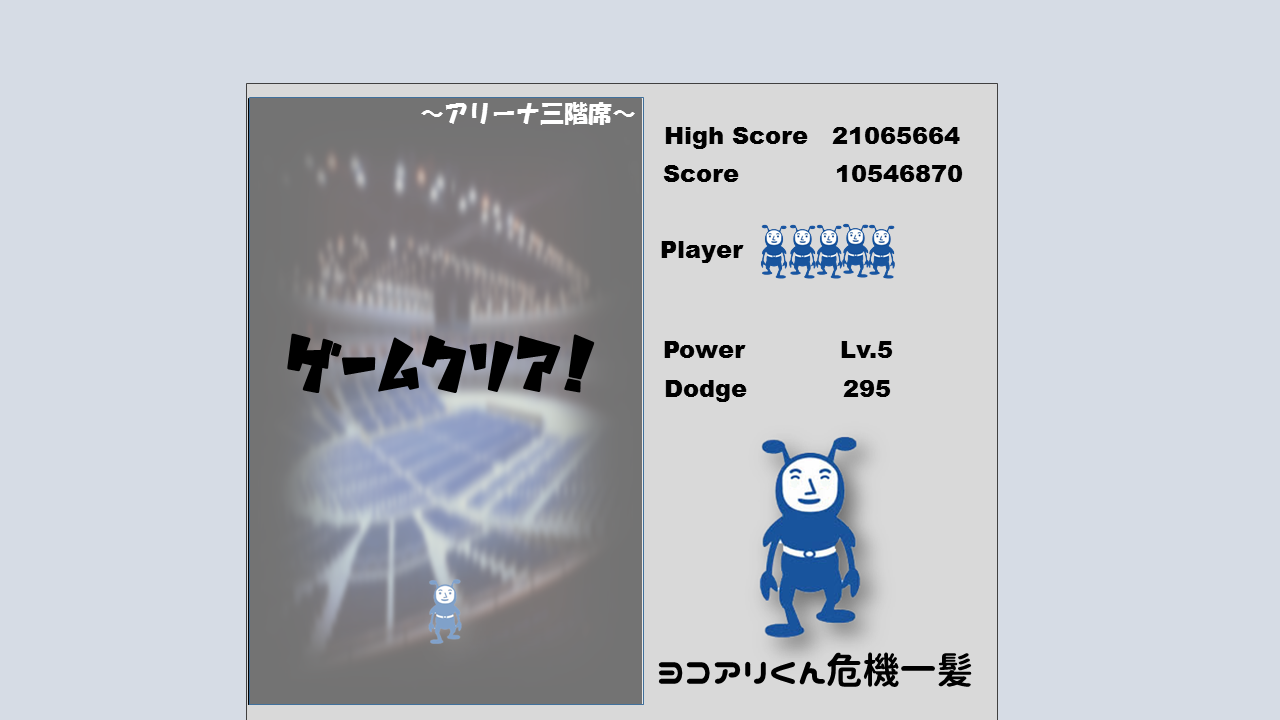 ～アリーナ三階席～
ゲームクリア！
High Score 21065664
Score 10546870
Player
Power Lv.5
Dodge 295
ヨコアリくん危機一髪